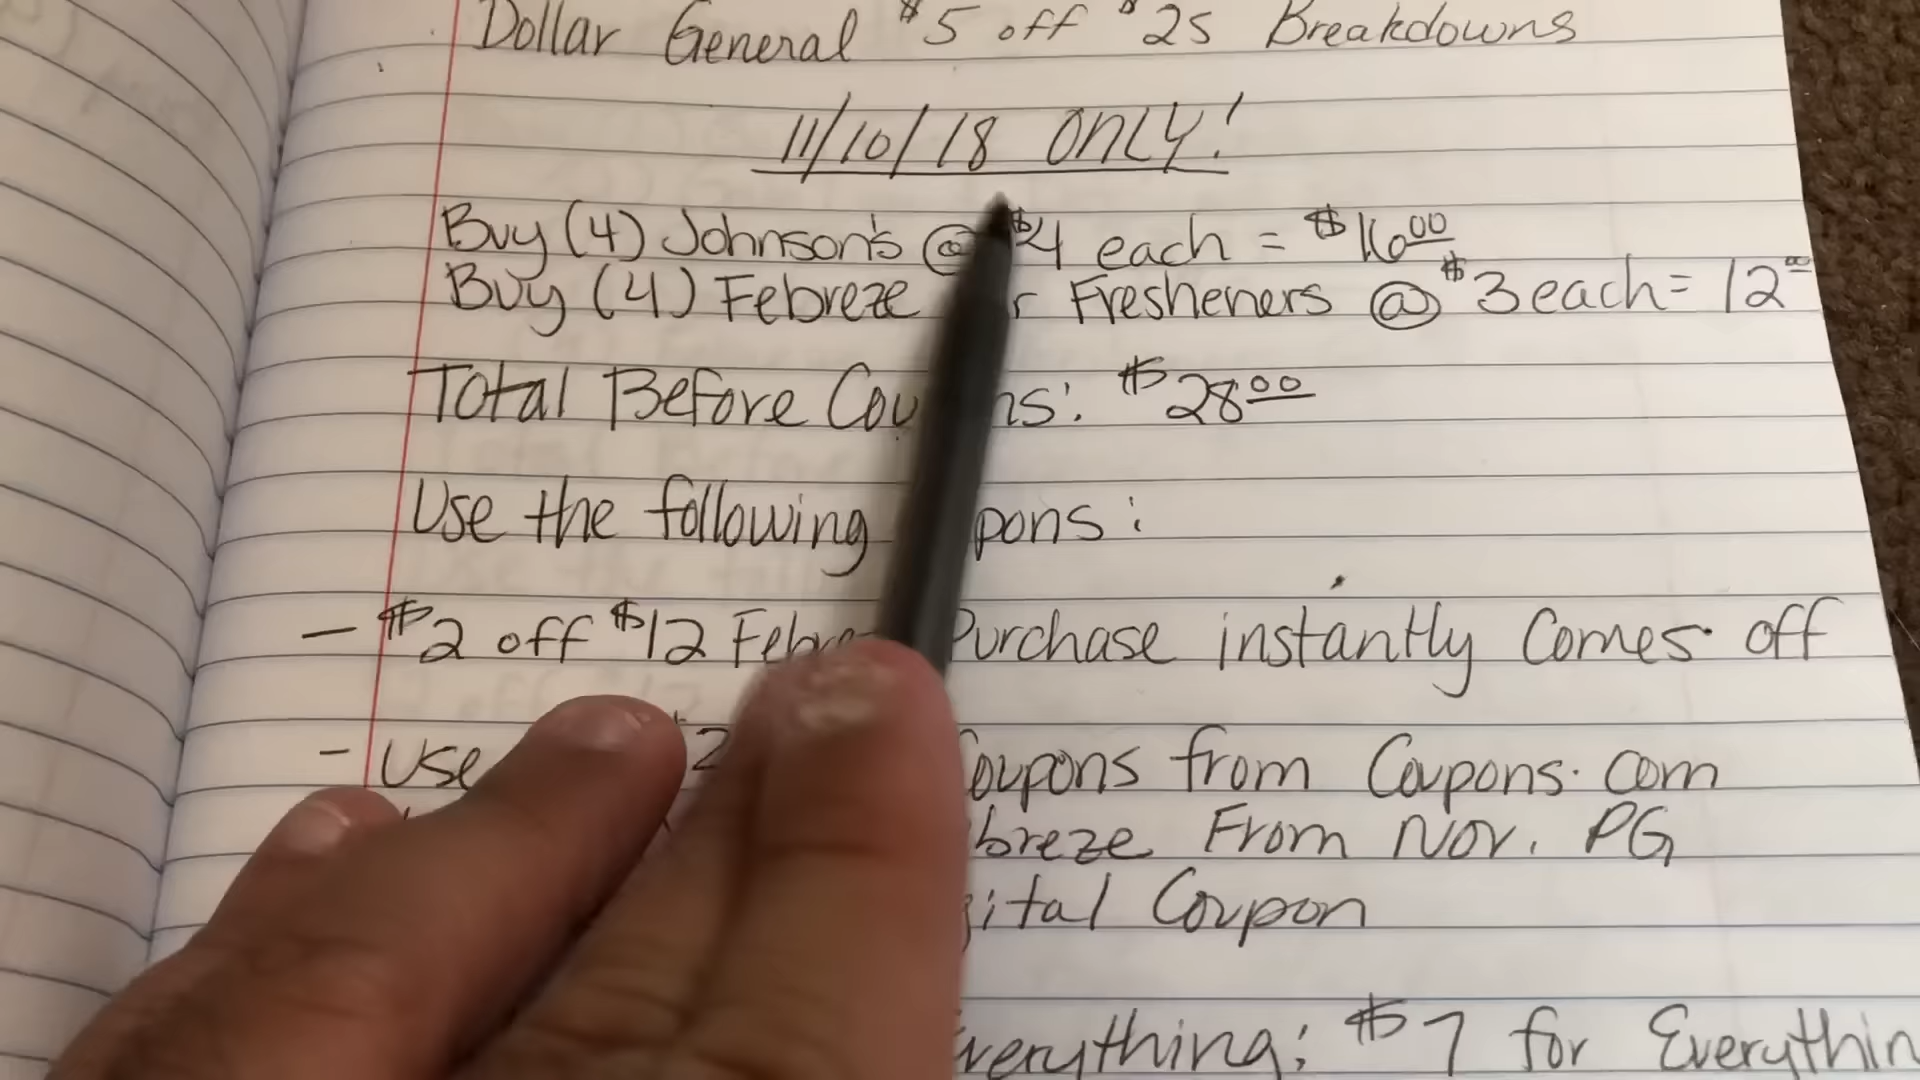 Dollar General $5 off $25 Breakdowns
11/10/18 ONLY!
Buy (4) Johnson's @ $4 each = $16.00
Buy (4) Febreze Fresheners @ $3 each = 12.00
Total Before Cou ns: $28.00
Use the following pons:
- $2 off $12 Purchase instantly Comes off
- Use 2 oupons from Coupons.com
breze From Nov. PG
ital Coupon
verything: $7 for Everythin